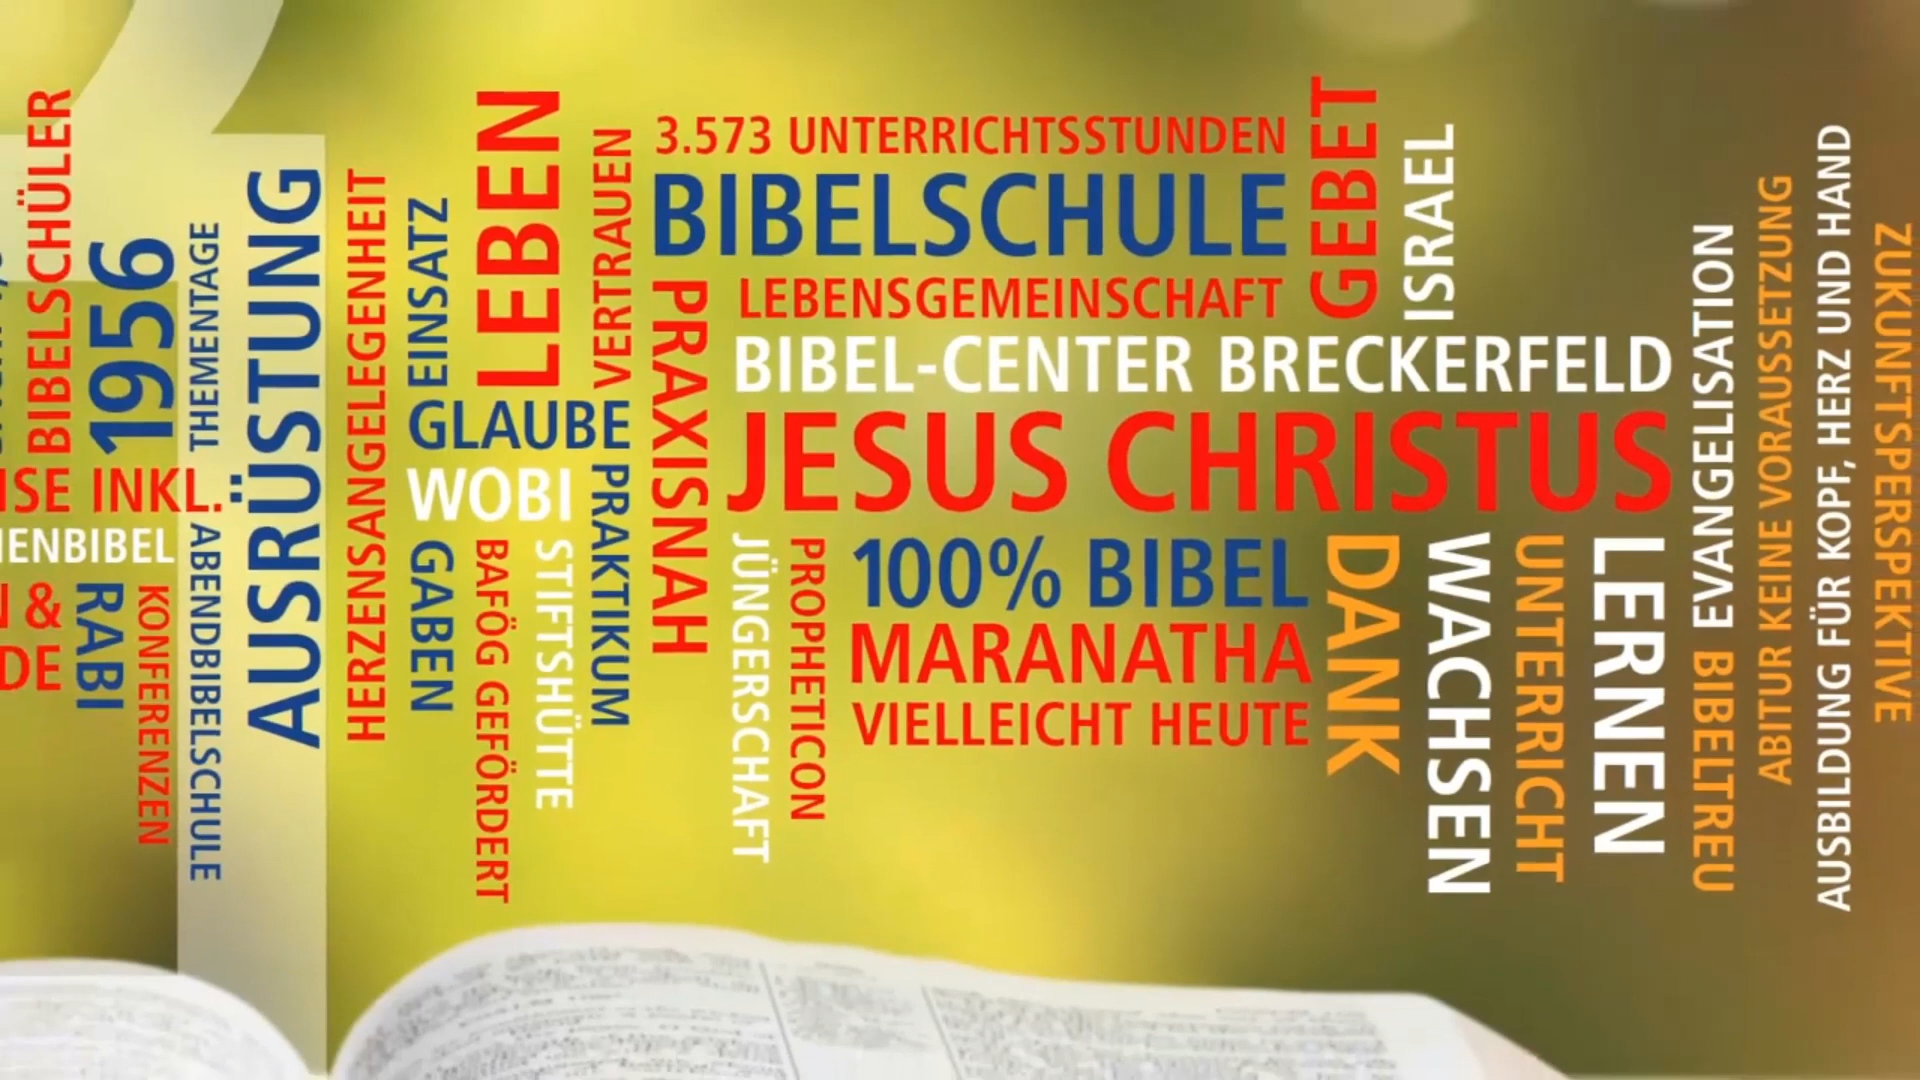 BIBELSCHÜLER
1956
THEMENTAGE
AUSRÜSTUNG
ISE INKL.
IENBIBEL
N &
DE
RABI
KONFERENZEN
ABENDBIBELSCHULE
HERZENSANGELEGENHEIT
EINSATZ
LEBEN
VERTRAUEN
GLAUBE
WOBI
GABEN
BAFÖG GEFÖRDERT
STIFTSHÜTTE
PRAKTIKUM
3.573 UNTERRICHTSSTUNDEN
BIBELSCHULE
GEBET
ISRAEL
PRAXISNAH
LEBENSGEMEINSCHAFT
BIBEL-CENTER BRECKERFELD
JESUS CHRISTUS
JÜNGERSCHAFT
PROPHETICON
100% BIBEL
MARANATHA
VIELLEICHT HEUTE
DANK
WACHSEN
UNTERRICHT
LERNEN
EVANGELISATION
BIBELTREU
ABITUR KEINE VORAUSSETZUNG
AUSBILDUNG FÜR KOPF, HERZ UND HAND
ZUKUNFTSPERSPEKTIVE